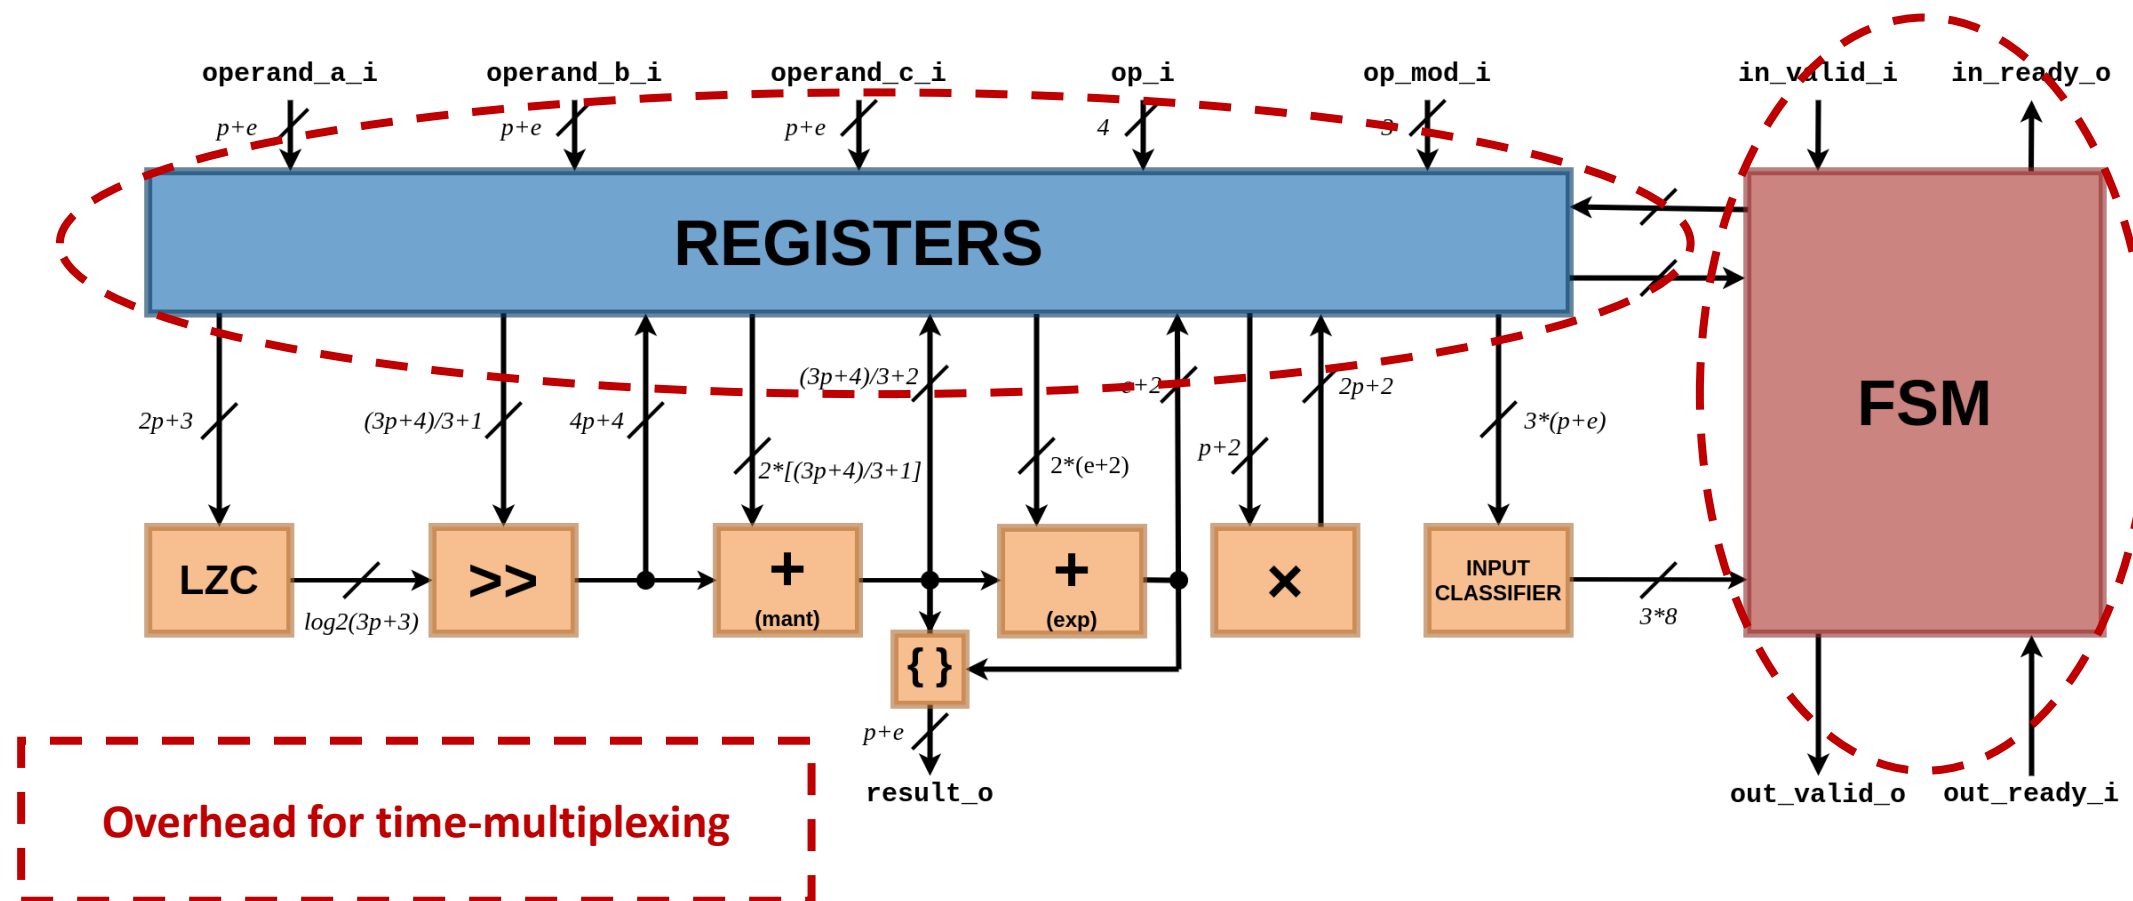 operand_a_i operand_b_i operand_c_i op_i op_mod_i in_valid_i in_ready_o
p+e p+e p+e 4 3
REGISTERS
(3p+4)/3+2 e+2 2p+2
2p+3 (3p+4)/3+1 4p+4 3*(p+e)
2*[(3p+4)/3+1] 2*(e+2) p+2
FSM
LZC >> + + × INPUT
CLASSIFIER
(mant) (exp)
log2(3p+3) 3*8
{ }
p+e
result_o out_valid_o out_ready_i
Overhead for time-multiplexing